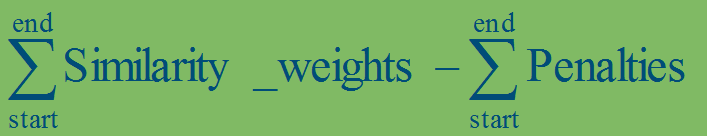 end end
∑ Similarity _weights – ∑ Penalties
start start